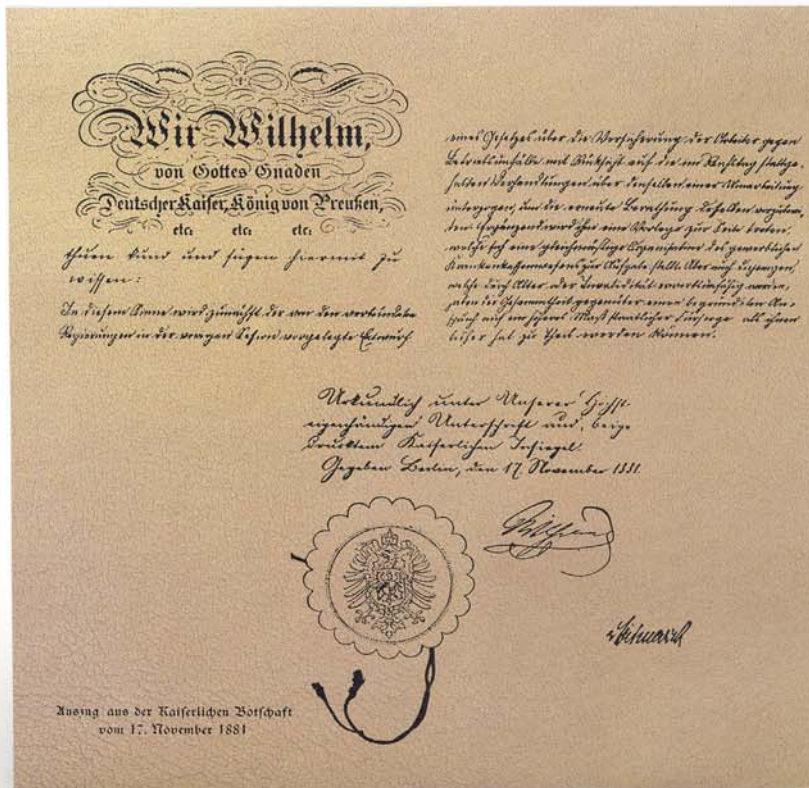 Wir Wilhelm,
von Gottes Gnaden
Deutscher Kaiser, König von Preußen,
etc. etc. etc.
thuen kund und fügen hiermit zu
wissen:
In diesem Sinne wird zunächst der von den verbündeten
Regierungen in der vorigen Session vorgelegte Entwurf
eines Gesetzes über die Versicherung der Arbeiter gegen
Betriebsunfälle mit Rücksicht auf die im Reichstag stattge-
habten Verhandlungen über denselben einer Umarbeitung
unterzogen, um die erneute Berathung desselben vorzuberei-
ten. Ergänzend wird ihm eine Vorlage zur Seite treten,
welche sich eine gleichmäßige Organisation des gewerblichen
Krankenkassenwesens zur Aufgabe stellt. Aber auch diejenigen,
welche durch Alter oder Invalidität erwerbsunfähig werden,
haben der Gesammtheit gegenüber einen begründeten An-
spruch auf ein höheres Maß staatlicher Fürsorge als ihnen
bisher hat zu Theil werden können.
Urkundlich unter Unserer Höchst-
eigenhändigen Unterschrift und beige-
drucktem Kaiserlichen Insiegel.
Gegeben Berlin, den 17. November 1881.
Wilhelm
v Bismarck
Auszug aus der Kaiserlichen Botschaft
vom 17. November 1881